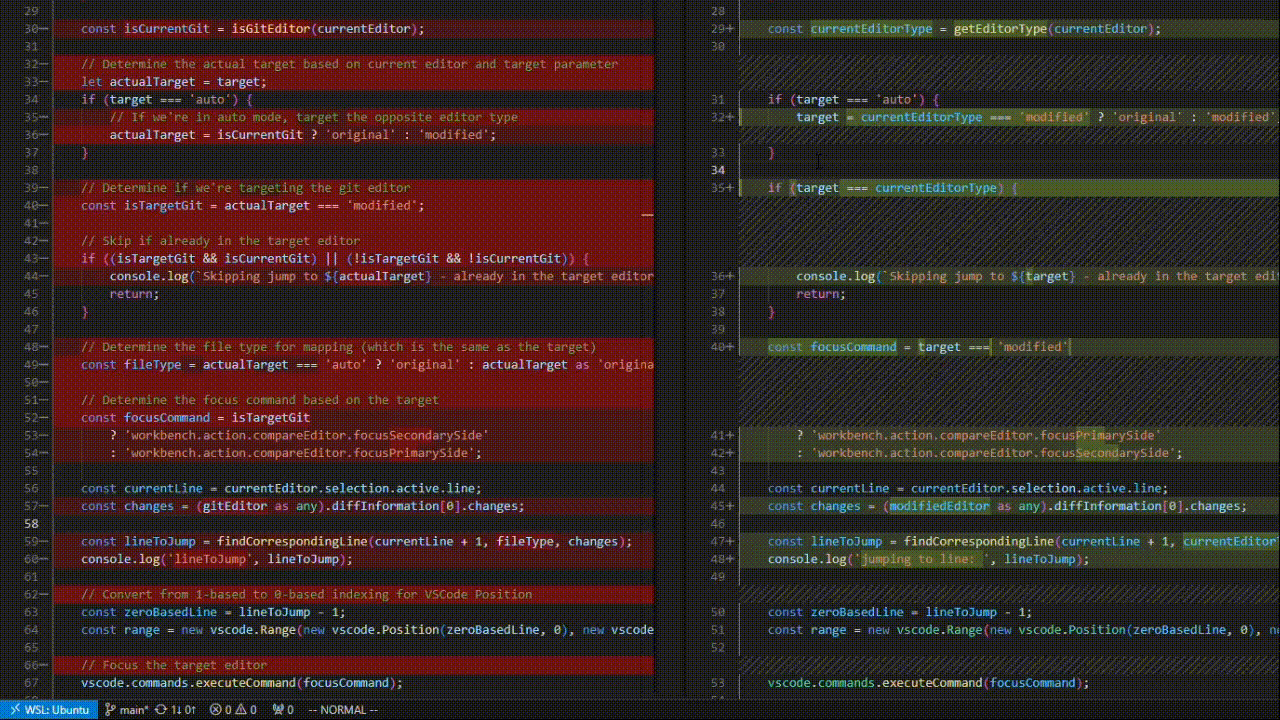 29
30— const isCurrentGit = isGitEditor(currentEditor);
31
32— // Determine the actual target based on current editor and target parameter
33— let actualTarget = target;
34 if (target === 'auto') {
35— // If we're in auto mode, target the opposite editor type
36— actualTarget = isCurrentGit ? 'original' : 'modified';
37 }
38
39— // Determine if we're targeting the git editor
40— const isTargetGit = actualTarget === 'modified';
41—
42— // Skip if already in the target editor
43— if ((isTargetGit && isCurrentGit) || (!isTargetGit && !isCurrentGit)) {
44— console.log(`Skipping jump to ${actualTarget} - already in the target editor
45 return;
46 }
47
48— // Determine the file type for mapping (which is the same as the target)
49— const fileType = actualTarget === 'auto' ? 'original' : actualTarget as 'origina
50—
51— // Determine the focus command based on the target
52— const focusCommand = isTargetGit
53— ? 'workbench.action.compareEditor.focusSecondarySide'
54— : 'workbench.action.compareEditor.focusPrimarySide';
55
56 const currentLine = currentEditor.selection.active.line;
57— const changes = (gitEditor as any).diffInformation[0].changes;
58
59— const lineToJump = findCorrespondingLine(currentLine + 1, fileType, changes);
60— console.log('lineToJump', lineToJump);
61
62— // Convert from 1-based to 0-based indexing for VSCode Position
63 const zeroBasedLine = lineToJump - 1;
64 const range = new vscode.Range(new vscode.Position(zeroBasedLine, 0), new vscode
65
66— // Focus the target editor
67 vscode.commands.executeCommand(focusCommand);
28
29+ const currentEditorType = getEditorType(currentEditor);
30
31 if (target === 'auto') {
32+ target = currentEditorType === 'modified' ? 'original' : 'modified'
33 }
34
35+ if (target === currentEditorType) {
36+ console.log(`Skipping jump to ${target} - already in the target edi
37 return;
38 }
39
40+ const focusCommand = target === 'modified'
41+ ? 'workbench.action.compareEditor.focusPrimarySide'
42+ : 'workbench.action.compareEditor.focusSecondarySide';
43
44 const currentLine = currentEditor.selection.active.line;
45+ const changes = (modifiedEditor as any).diffInformation[0].changes;
46
47+ const lineToJump = findCorrespondingLine(currentLine + 1, currentEditor
48+ console.log('jumping to line: ', lineToJump);
49
50 const zeroBasedLine = lineToJump - 1;
51 const range = new vscode.Range(new vscode.Position(zeroBasedLine, 0), n
52
53 vscode.commands.executeCommand(focusCommand);
WSL: Ubuntu main* 1↓ 0↑ 0 0 0 -- NORMAL --